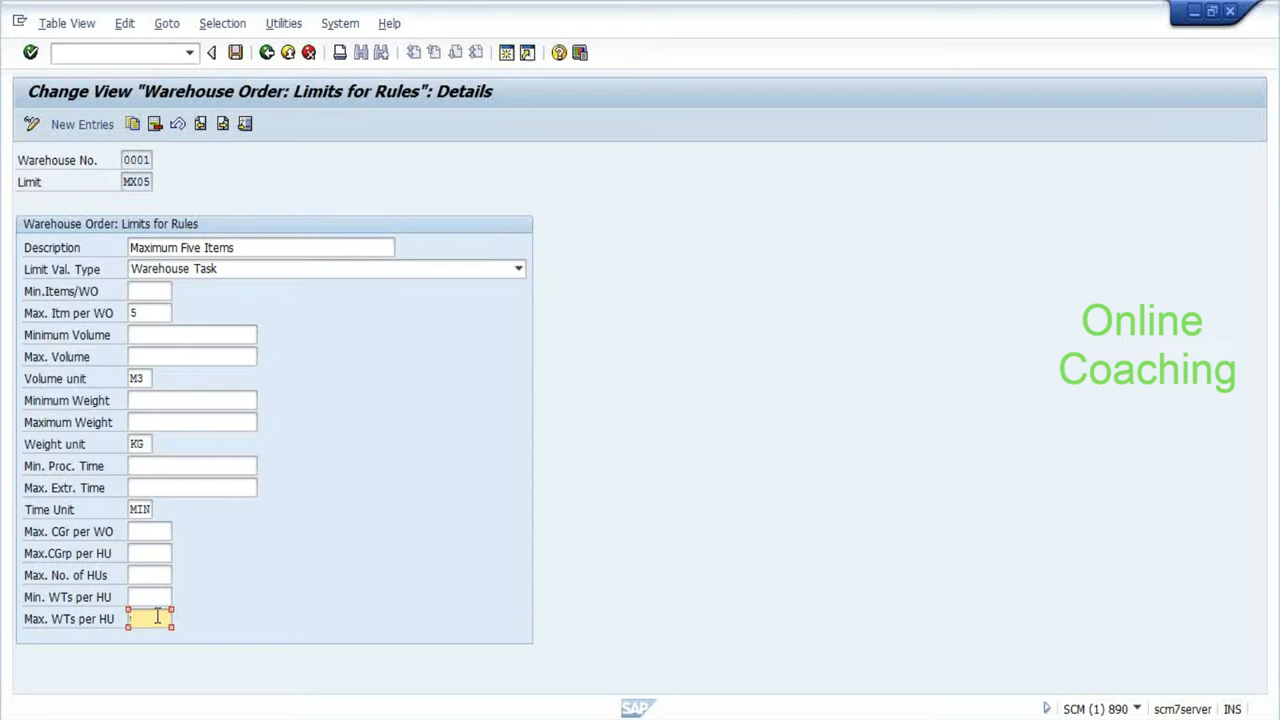 Table View Edit Goto Selection Utilities System Help
Change View "Warehouse Order: Limits for Rules": Details
New Entries
Warehouse No. 0001
Limit MX05
Warehouse Order: Limits for Rules
Description Maximum Five Items
Limit Val. Type Warehouse Task
Min.Items/WO
Max. Itm per WO 5
Minimum Volume
Max. Volume
Volume unit M3
Minimum Weight
Maximum Weight
Weight unit KG
Min. Proc. Time
Max. Extr. Time
Time Unit MIN
Max. CGr per WO
Max.CGrp per HU
Max. No. of HUs
Min. WTs per HU
Max. WTs per HU
Online
Coaching
SAP SCM (1) 890 scm7server INS